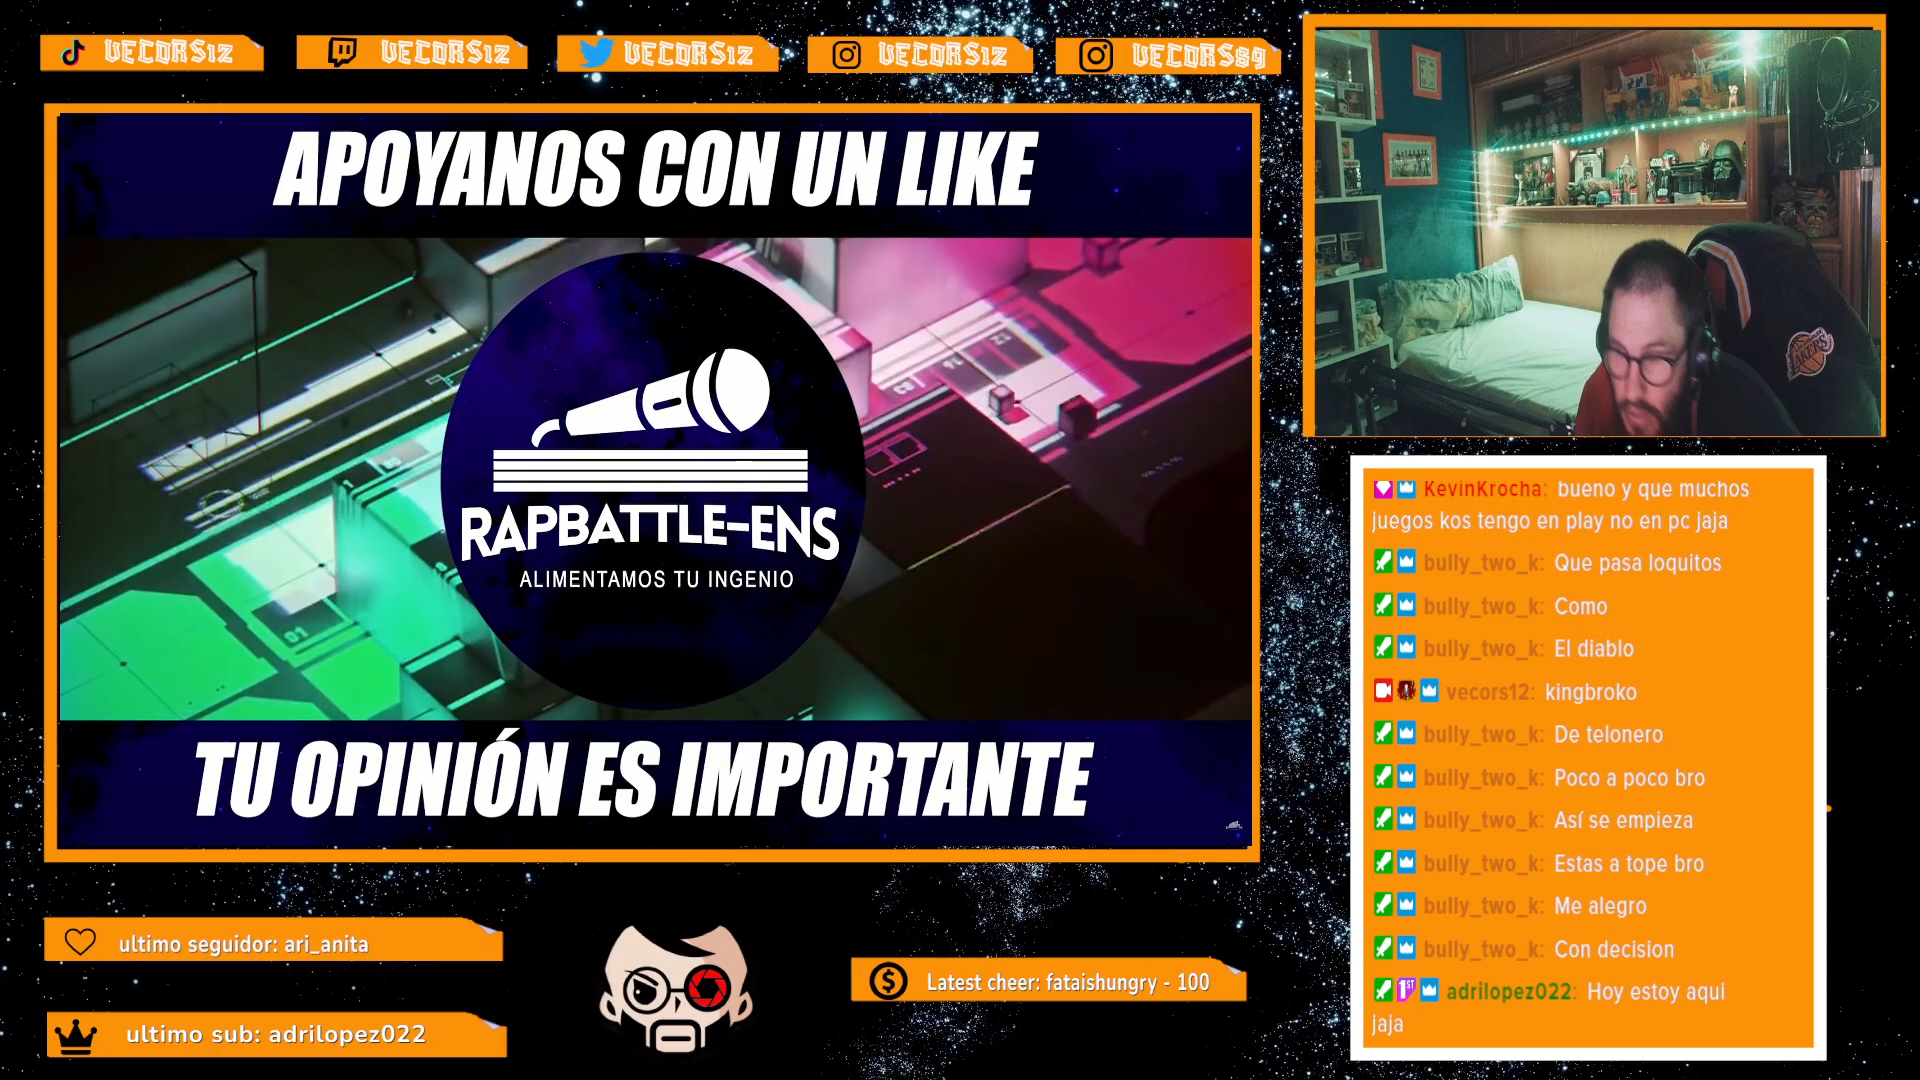 VECORS12
VECORS12
VECORS12
VECORS12
VECORS89
APOYANOS CON UN LIKE
RAPBATTLE-ENS
ALIMENTAMOS TU INGENIO
01
TU OPINIÓN ES IMPORTANTE
LAKERS
KevinKrocha: bueno y que muchos
juegos kos tengo en play no en pc jaja
bully_two_k: Que pasa loquitos
bully_two_k: Como
bully_two_k: El diablo
vecors12: kingbroko
bully_two_k: De telonero
bully_two_k: Poco a poco bro
bully_two_k: Así se empieza
bully_two_k: Estas a tope bro
bully_two_k: Me alegro
bully_two_k: Con decision
1ST adrilopez022: Hoy estoy aqui
jaja
ultimo seguidor: ari_anita
ultimo sub: adrilopez022
Latest cheer: fataishungry - 100